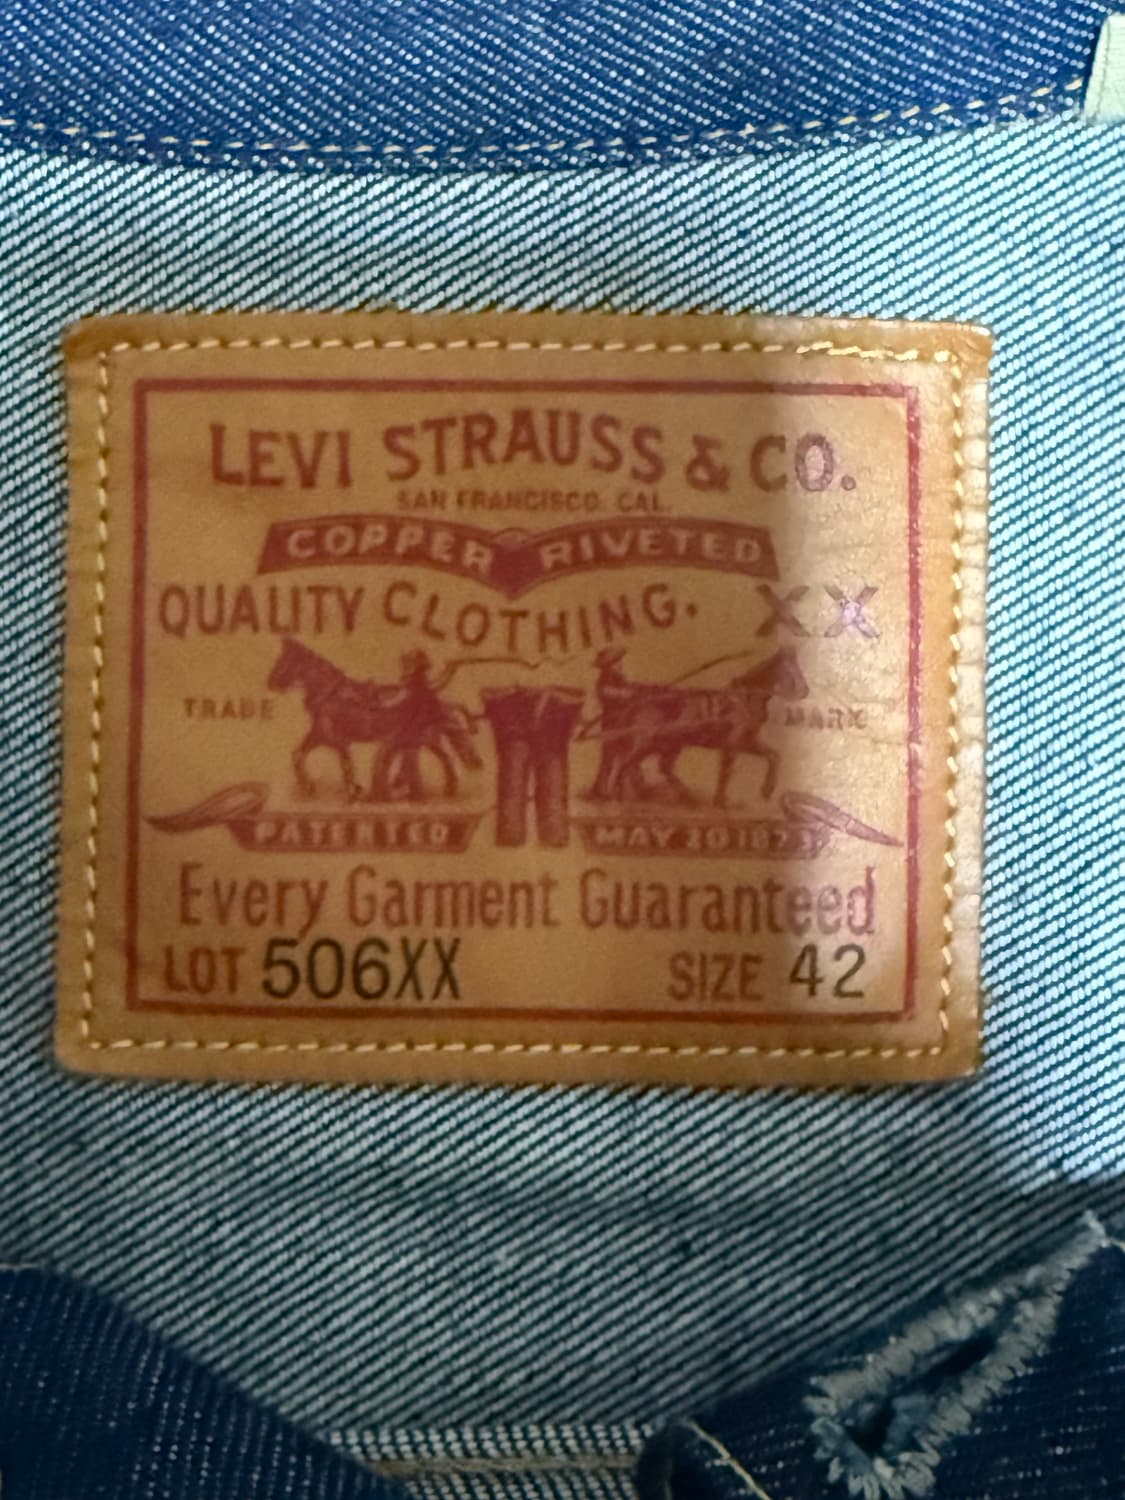 LEVI STRAUSS & CO.
SAN FRANCISCO, CAL.
COPPER RIVETED
QUALITY CLOTHING. XX
TRADE MARK
PATENTED MAY 20 1873
Every Garment Guaranteed
LOT 506XX SIZE 42